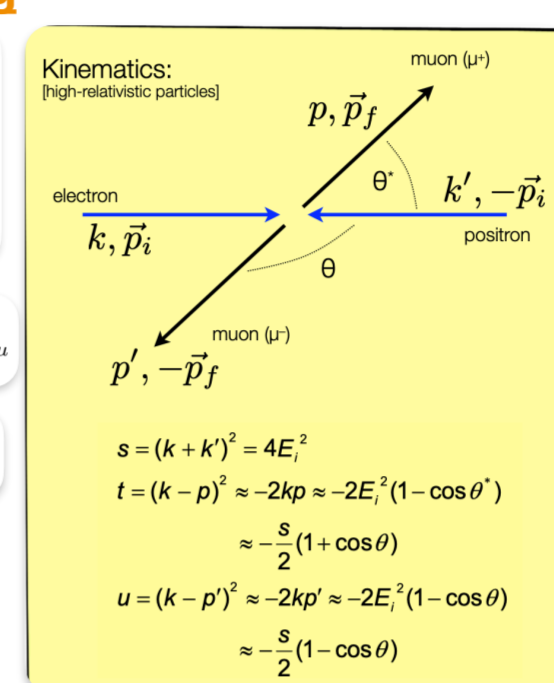 Kinematics:
[high-relativistic particles]
muon (μ+)
p, p⃗f
θ*
k′, −p⃗i
electron
positron
k, p⃗i
θ
muon (μ−)
p′, −p⃗f
s = (k + k′)² = 4Eᵢ²
t = (k − p)² ≈ −2kp ≈ −2Eᵢ²(1 − cos θ*)
≈ −s/2(1 + cos θ)
u = (k − p′)² ≈ −2kp′ ≈ −2Eᵢ²(1 − cos θ)
≈ −s/2(1 − cos θ)